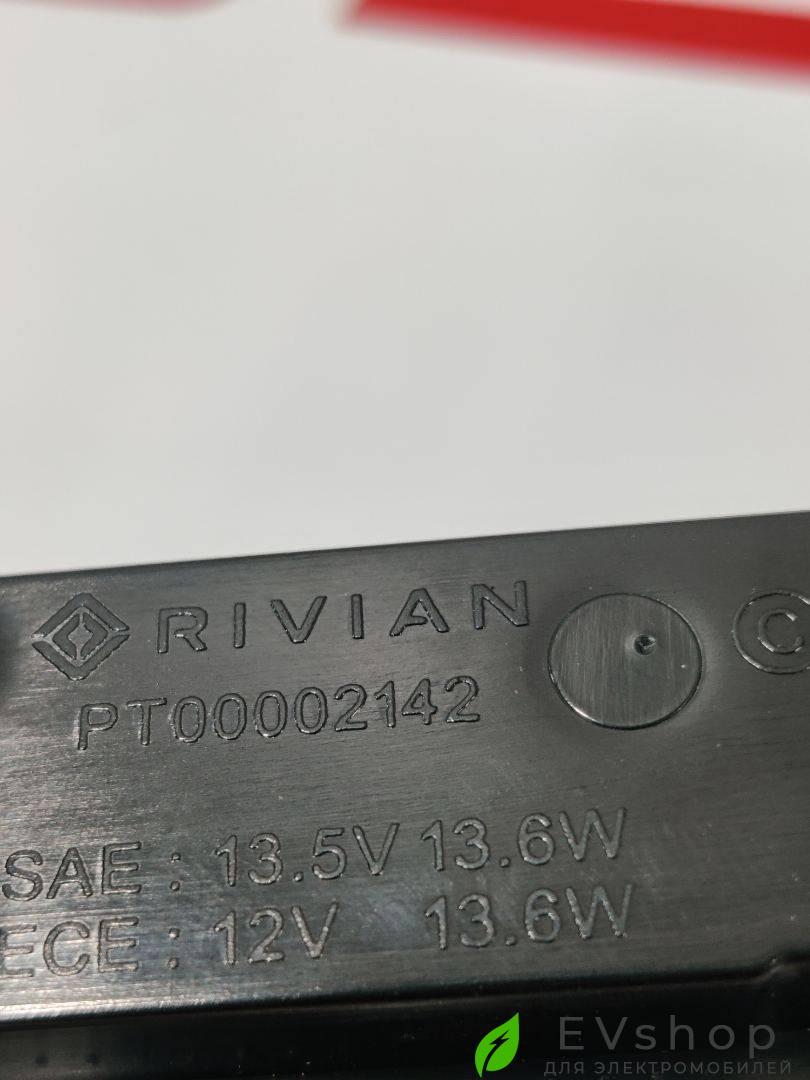 RIVIAN ©
PT00002142
SAE : 13.5V 13.6W
ECE : 12V 13.6W
EVshop
ДЛЯ ЭЛЕКТРОМОБИЛЕЙ